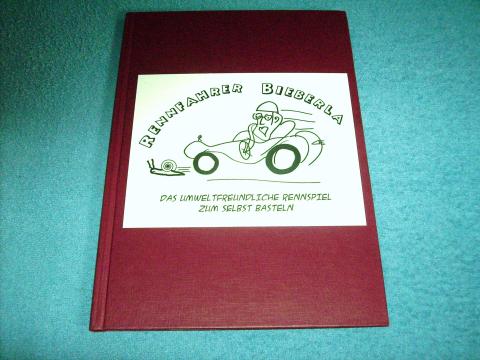 RENNFAHRER BIEBERLA
DAS UMWELTFREUNDLICHE RENNSPIEL
ZUM SELBST BASTELN